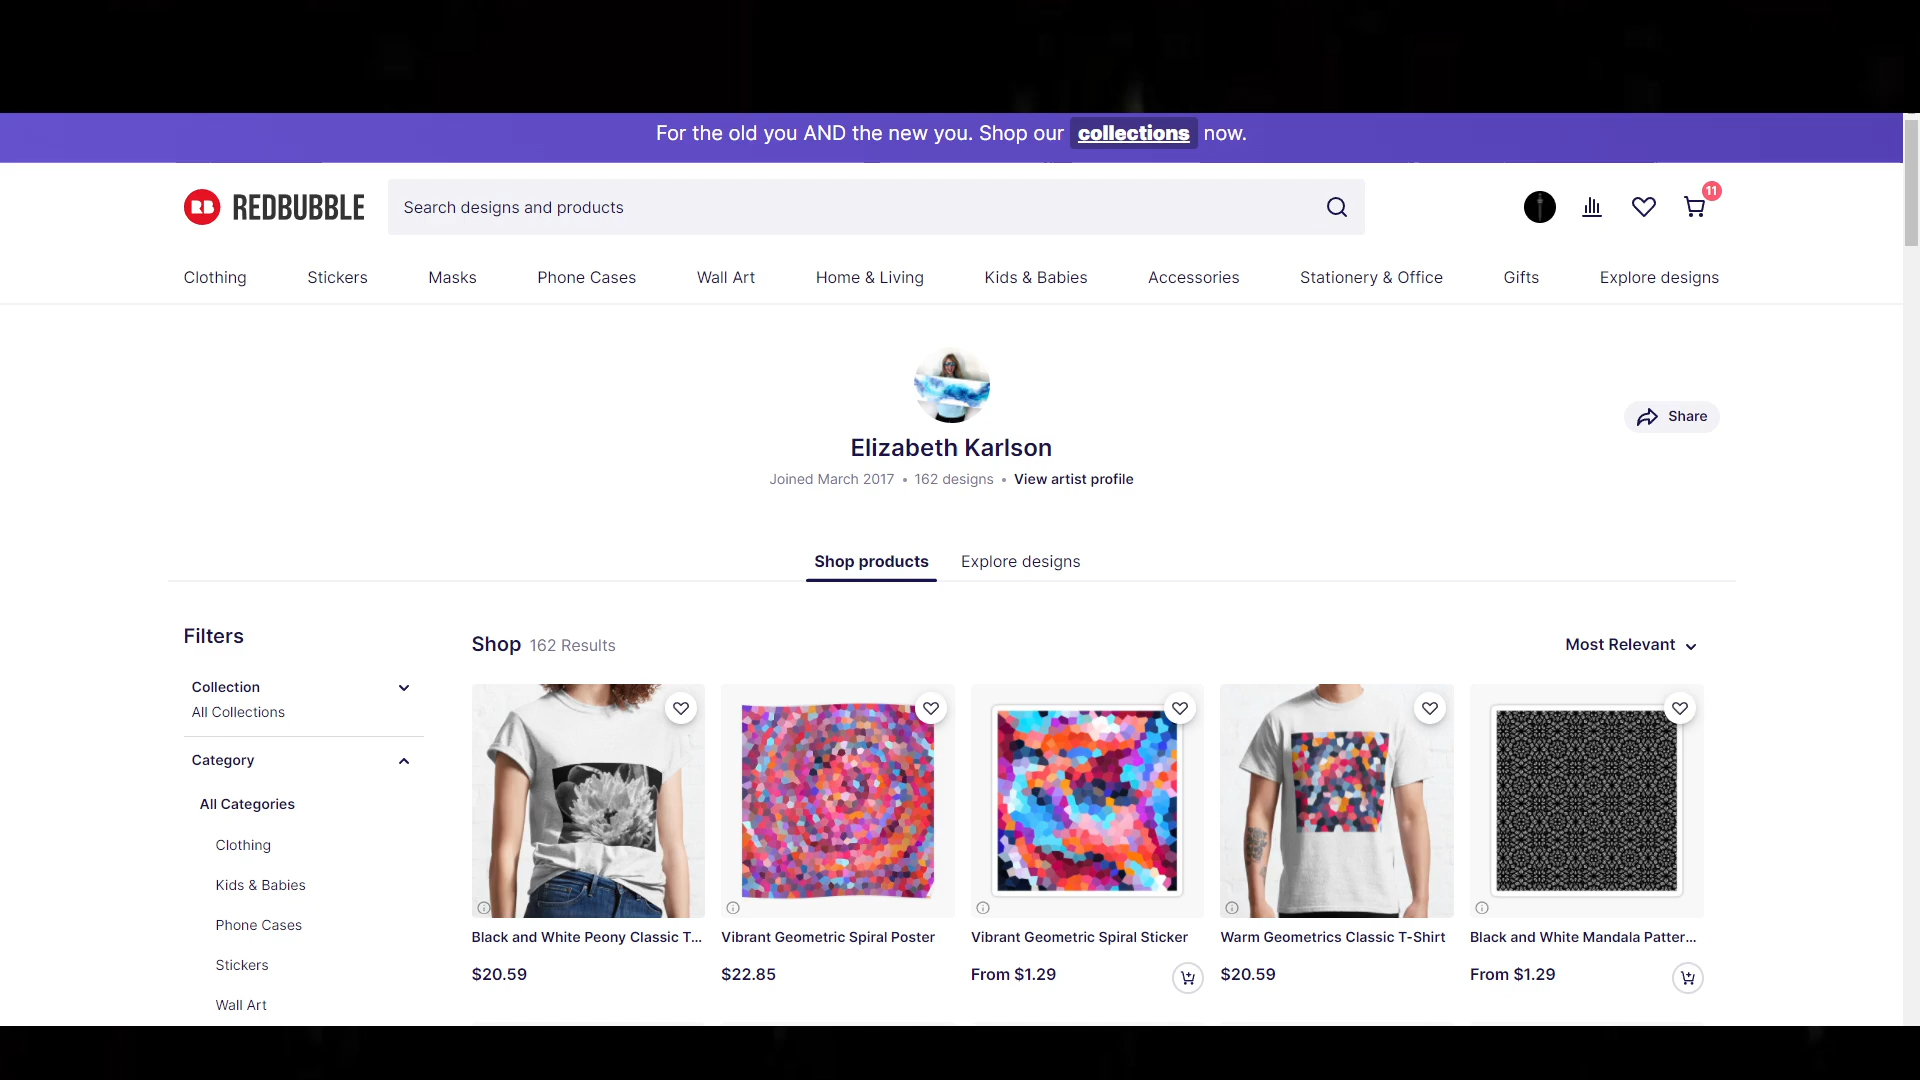 For the old you AND the new you. Shop our collections now.
RB REDBUBBLE
Search designs and products
11
Clothing Stickers Masks Phone Cases Wall Art Home & Living Kids & Babies Accessories Stationery & Office Gifts Explore designs
Share
Elizabeth Karlson
Joined March 2017 • 162 designs • View artist profile
Shop products Explore designs
Filters
Shop 162 Results
Most Relevant
Collection
All Collections
Category
All Categories
Clothing
Kids & Babies
Phone Cases
Stickers
Wall Art
Black and White Peony Classic T...
$20.59
Vibrant Geometric Spiral Poster
$22.85
Vibrant Geometric Spiral Sticker
From $1.29
Warm Geometrics Classic T-Shirt
$20.59
Black and White Mandala Patter...
From $1.29